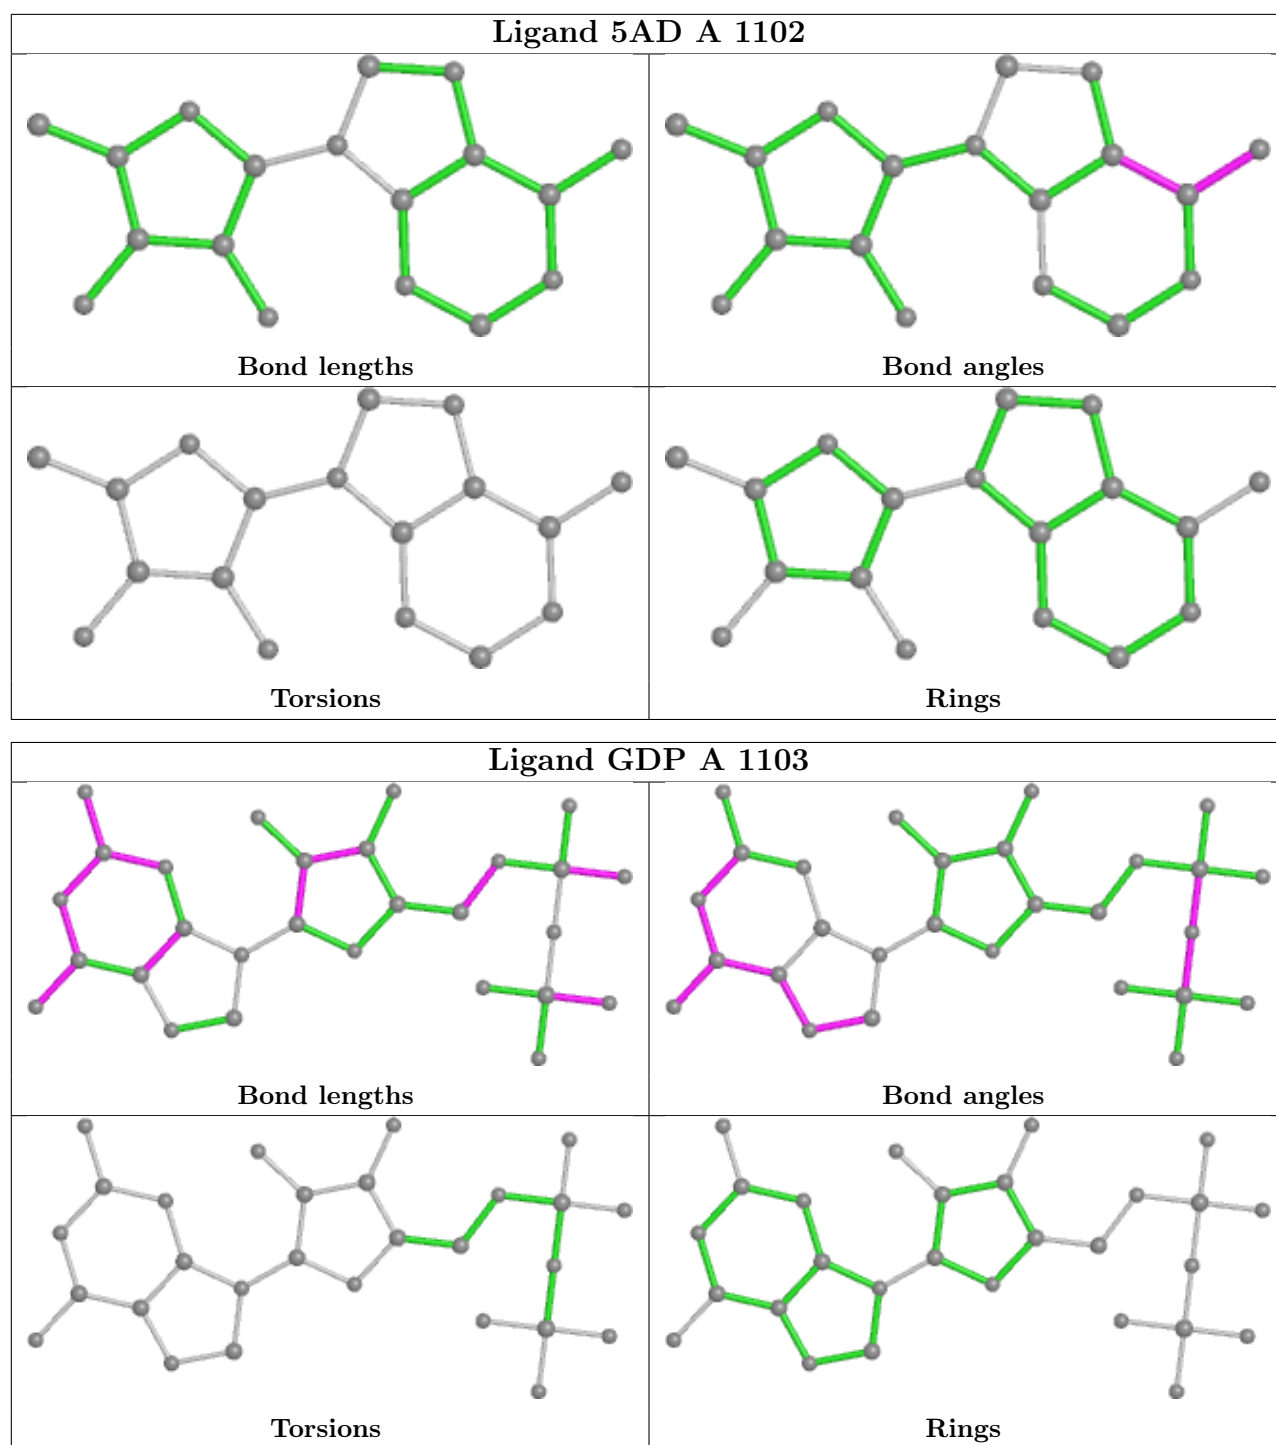 Ligand 5AD A 1102
Bond lengths
Bond angles
Torsions
Rings
Ligand GDP A 1103
Bond lengths
Bond angles
Torsions
Rings